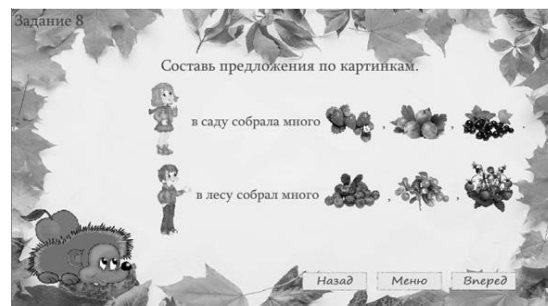 Задание 8
Составь предложения по картинкам.
в саду собрала много , , .
в лесу собрал много , ,
Назад Меню Вперед